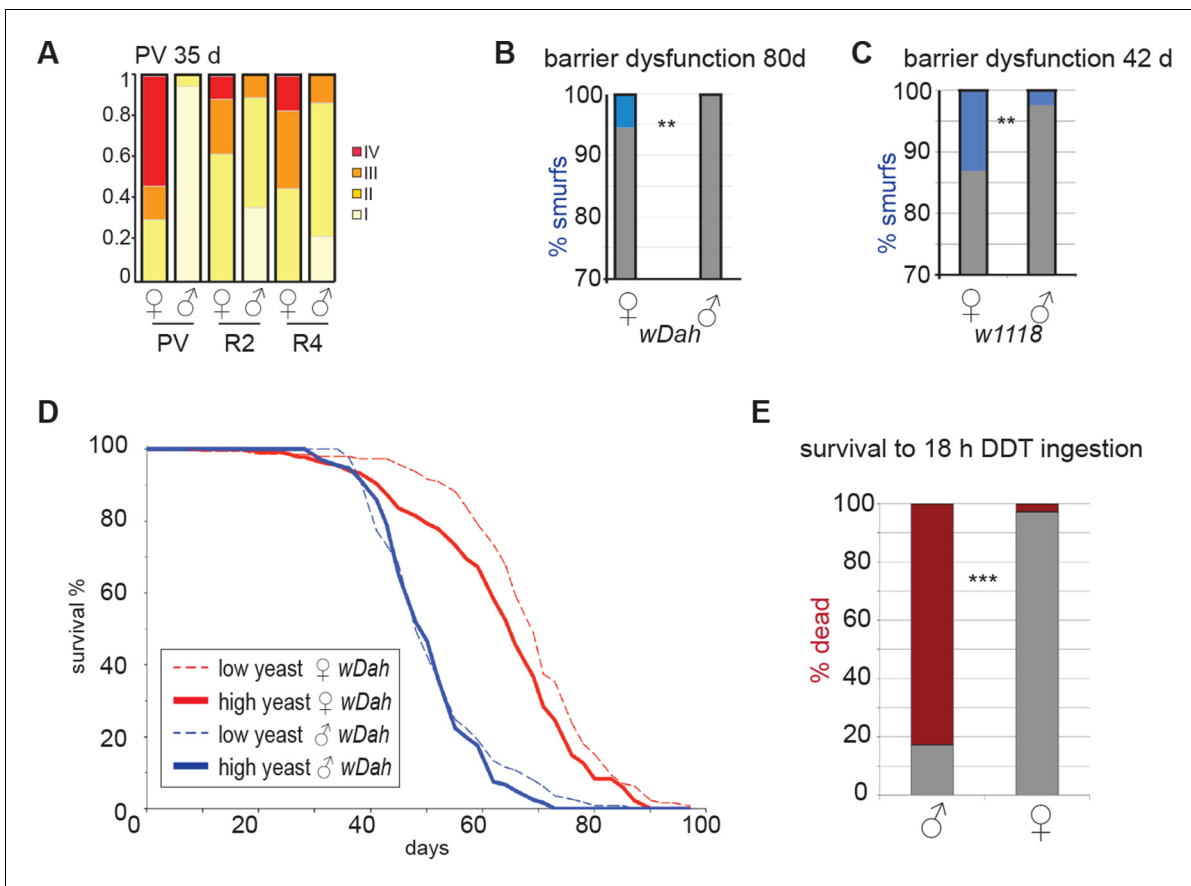 A
PV 35 d
1
0.8
0.6
0.4
0.2
0
♀ ♂ ♀ ♂ ♀ ♂
PV R2 R4
IV
III
II
I
B
barrier dysfunction 80d
% smurfs
100
90
80
70
♀ ♂
wDah
C
barrier dysfunction 42 d
% smurfs
100
90
80
70
♀ ♂
w1118
**
**
D
survival %
100
80
60
40
20
0
0 20 40 60 80 100
days
low yeast ♀ wDah
high yeast ♀ wDah
low yeast ♂ wDah
high yeast ♂ wDah
E
survival to 18 h DDT ingestion
% dead
100
80
60
40
20
0
***
♂ ♀